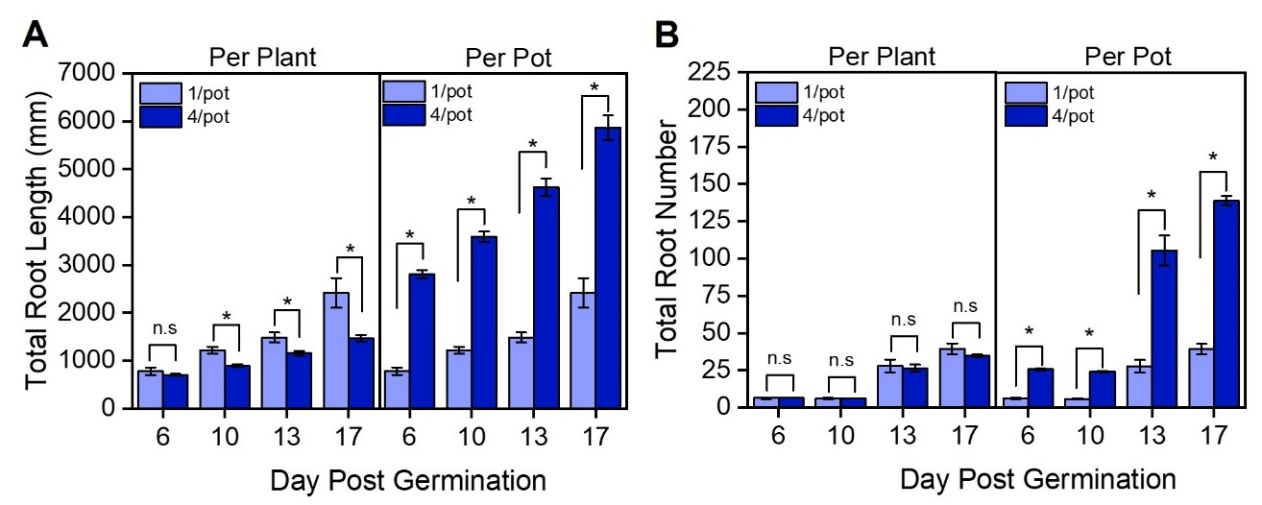 A
Per Plant
Per Pot
Total Root Length (mm)
7000
6000
5000
4000
3000
2000
1000
0
1/pot
4/pot
1/pot
4/pot
n.s
*
*
*
*
*
*
*
6
10
13
17
6
10
13
17
Day Post Germination
B
Per Plant
Per Pot
Total Root Number
225
200
175
150
125
100
75
50
25
0
1/pot
4/pot
1/pot
4/pot
n.s
n.s
n.s
n.s
*
*
*
*
6
10
13
17
6
10
13
17
Day Post Germination